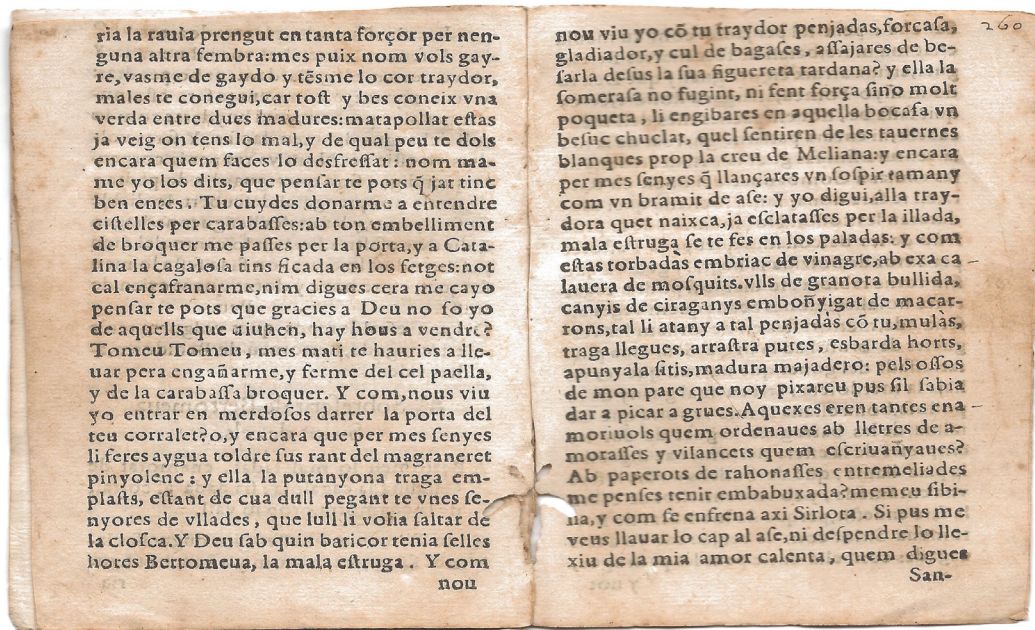 ria la rauia prengut en tanta forçor per nen-
guna altra fembra:mes puix nom vols gay-
re,vasme de gaydo y tẽsme lo cor traydor,
males te conegui,car toſt y bes coneix vna
verda entre dues madures:matapollat eſtas
ja veig on tens lo mal,y de qual peu te dols
encara quem faces lo desfreſſat: nom ma-
me yo los dits, que penſar te pots q̃ jat tinc
ben entes. Tu cuydes donarme a entendre
ciſtelles per carabaſſes:ab ton embelliment
de broquer me paſſes per la porta,y a Cata-
lina la cagaloſa tins ficada en los fetges:not
cal ençafranarme,nim digues cera me cayo
penſar te pots que gracies a Deu no ſo yo
de aquells que aiuhen, hay hous a vendre?
Tomeu Tomeu, mes mati te hauries a lle-
uar pera engañarme,y ferme del cel paella,
y de la carabaſſa broquer. Y com,nous viu
yo entrar en merdoſos darrer la porta del
teu corralet?o,y encara que per mes ſenyes
li feres aygua toldre ſus rant del magraneret
pinyolenc: y ella la putanyona traga em-
plaſts, eſtant de cua dull pegant te vnes ſe-
nyores de vllades, que lull li volia ſaltar de
la cloſca.Y Deu ſab quin baticor tenia ſelles
hores Bertomeua, la mala eſtruga. Y com
nou
260
nou viu yo cõ tu traydor penjadas,forcaſa,
gladiador,y cul de bagaſes, aſſajares de be-
ſarla deſus la ſua figuereta tardana? y ella la
ſomeraſa no fugint, ni fent força ſino molt
poqueta, li engibares en aquella bocaſa vn
beſuc chuclat, quel ſentiren de les tauernes
blanques prop la creu de Meliana:y encara
per mes ſenyes q̃ llançares vn ſoſpir tamany
com vn bramit de aſe: y yo digui,alla tray-
dora quet naixca,ja eſclataſſes per la illada,
mala eſtruga ſe te fes en los paladas: y com
eſtas torbadàs embriac de vinagre,ab exa ca
lauera de moſquits.vlls de granota bullida,
canyis de ciraganys emboñyigat de macar-
rons,tal li atany a tal penjadàs cõ tu,mulàs,
traga llegues, arraſtra putes, esbarda horts,
apunyala ſitis,madura majadero: pels oſſos
de mon pare que noy pixareu pus ſil ſabia
dar a picar a grues.Aquexes eren tantes ena
moriuols quem ordenaues ab lletres de a-
moraſſes y vilancets quem eſcriuañyaues?
Ab paperots de rahonaſſes entremeliades
me penſes tenir embabuxada?memeu ſibi-
na,y com ſe enfrena axi Sirlota. Si pus me
veus llauar lo cap al aſe,ni deſpendre lo lle-
xiu de la mia amor calenta, quem digues
San-